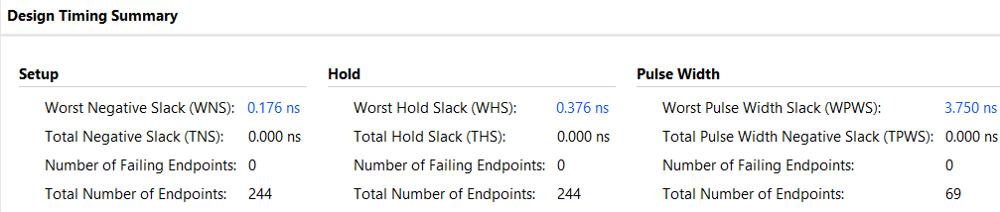 Design Timing Summary
Setup Hold Pulse Width
Worst Negative Slack (WNS): 0.176 ns Worst Hold Slack (WHS): 0.376 ns Worst Pulse Width Slack (WPWS): 3.750 ns
Total Negative Slack (TNS): 0.000 ns Total Hold Slack (THS): 0.000 ns Total Pulse Width Negative Slack (TPWS): 0.000 ns
Number of Failing Endpoints: 0 Number of Failing Endpoints: 0 Number of Failing Endpoints: 0
Total Number of Endpoints: 244 Total Number of Endpoints: 244 Total Number of Endpoints: 69